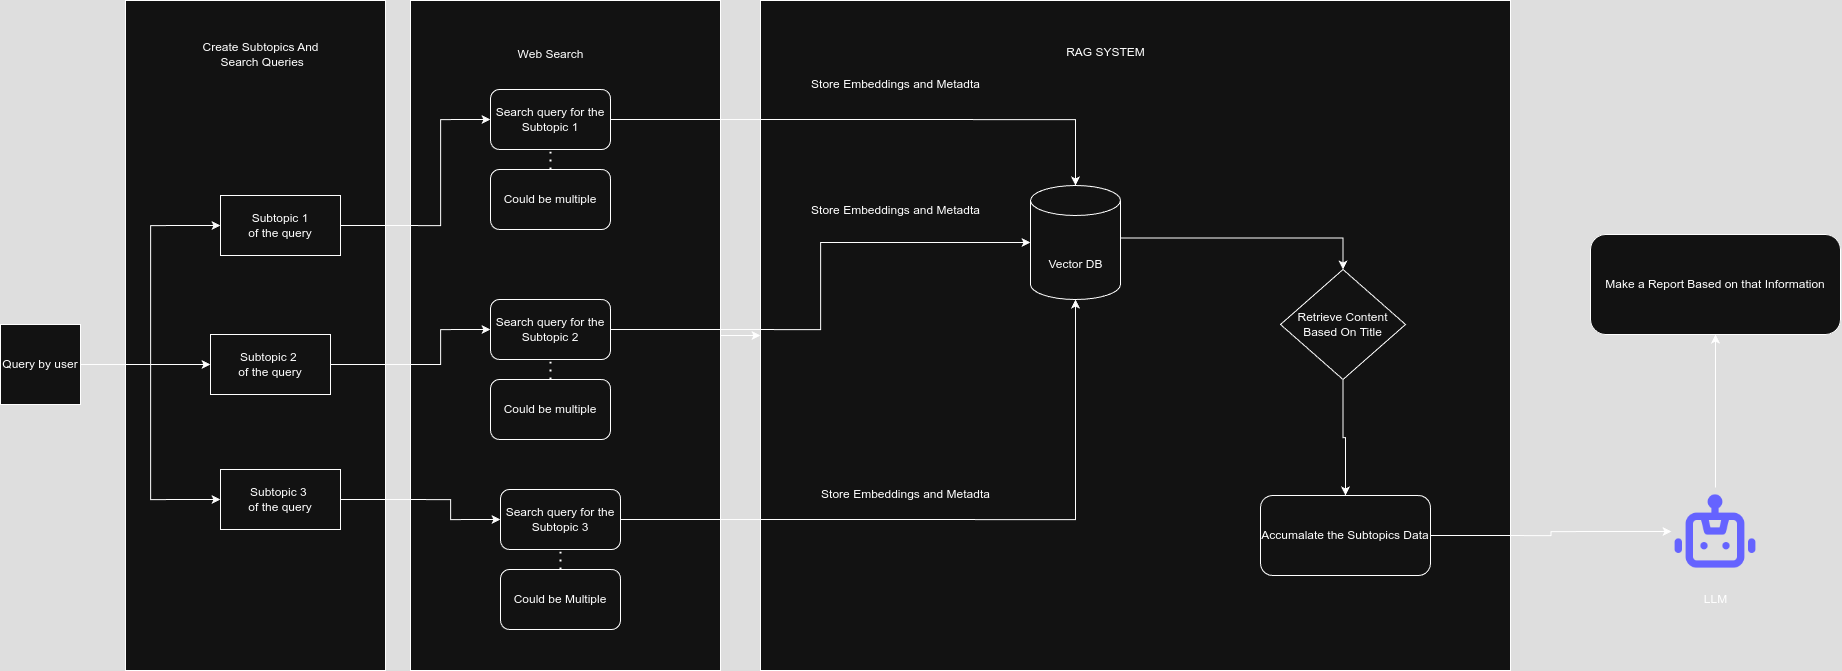 Create Subtopics And
Search Queries
Web Search
RAG SYSTEM
Store Embeddings and Metadta
Search query for the
Subtopic 1
Could be multiple
Subtopic 1
of the query
Store Embeddings and Metadta
Vector DB
Make a Report Based on that Information
Search query for the
Subtopic 2
Retrieve Content
Based On Title
Query by user
Subtopic 2
of the query
Could be multiple
Subtopic 3
of the query
Store Embeddings and Metadta
Search query for the
Subtopic 3
Accumalate the Subtopics Data
Could be Multiple
LLM